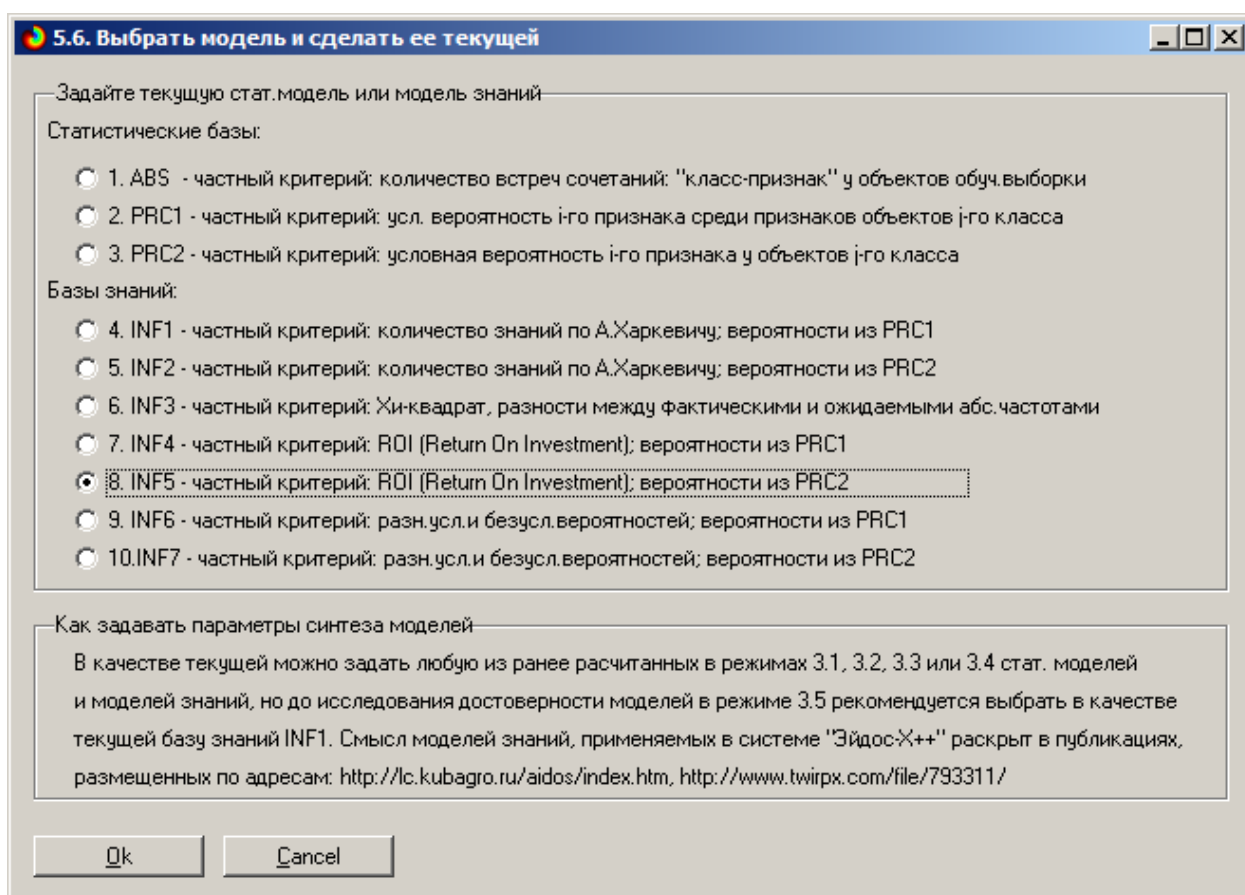 5.6. Выбрать модель и сделать ее текущей
Задайте текущую стат.модель или модель знаний
Статистические базы:
1. ABS - частный критерий: количество встреч сочетаний: "класс-признак" у объектов обуч.выборки
2. PRC1 - частный критерий: усл. вероятность i-го признака среди признаков объектов j-го класса
3. PRC2 - частный критерий: условная вероятность i-го признака у объектов j-го класса
Базы знаний:
4. INF1 - частный критерий: количество знаний по А.Харкевичу; вероятности из PRC1
5. INF2 - частный критерий: количество знаний по А.Харкевичу; вероятности из PRC2
6. INF3 - частный критерий: Хи-квадрат, разности между фактическими и ожидаемыми абс.частотами
7. INF4 - частный критерий: ROI (Return On Investment); вероятности из PRC1
8. INF5 - частный критерий: ROI (Return On Investment); вероятности из PRC2
9. INF6 - частный критерий: разн.усл.и безусл.вероятностей; вероятности из PRC1
10.INF7 - частный критерий: разн.усл.и безусл.вероятностей; вероятности из PRC2
Как задавать параметры синтеза моделей
В качестве текущей можно задать любую из ранее расчитанных в режимах 3.1, 3.2, 3.3 или 3.4 стат. моделей
и моделей знаний, но до исследования достоверности моделей в режиме 3.5 рекомендуется выбрать в качестве
текущей базу знаний INF1. Смысл моделей знаний, применяемых в системе "Эйдос-X++" раскрыт в публикациях,
размещенных по адресам: http://lc.kubagro.ru/aidos/index.htm, http://www.twirpx.com/file/793311/
Ok Cancel